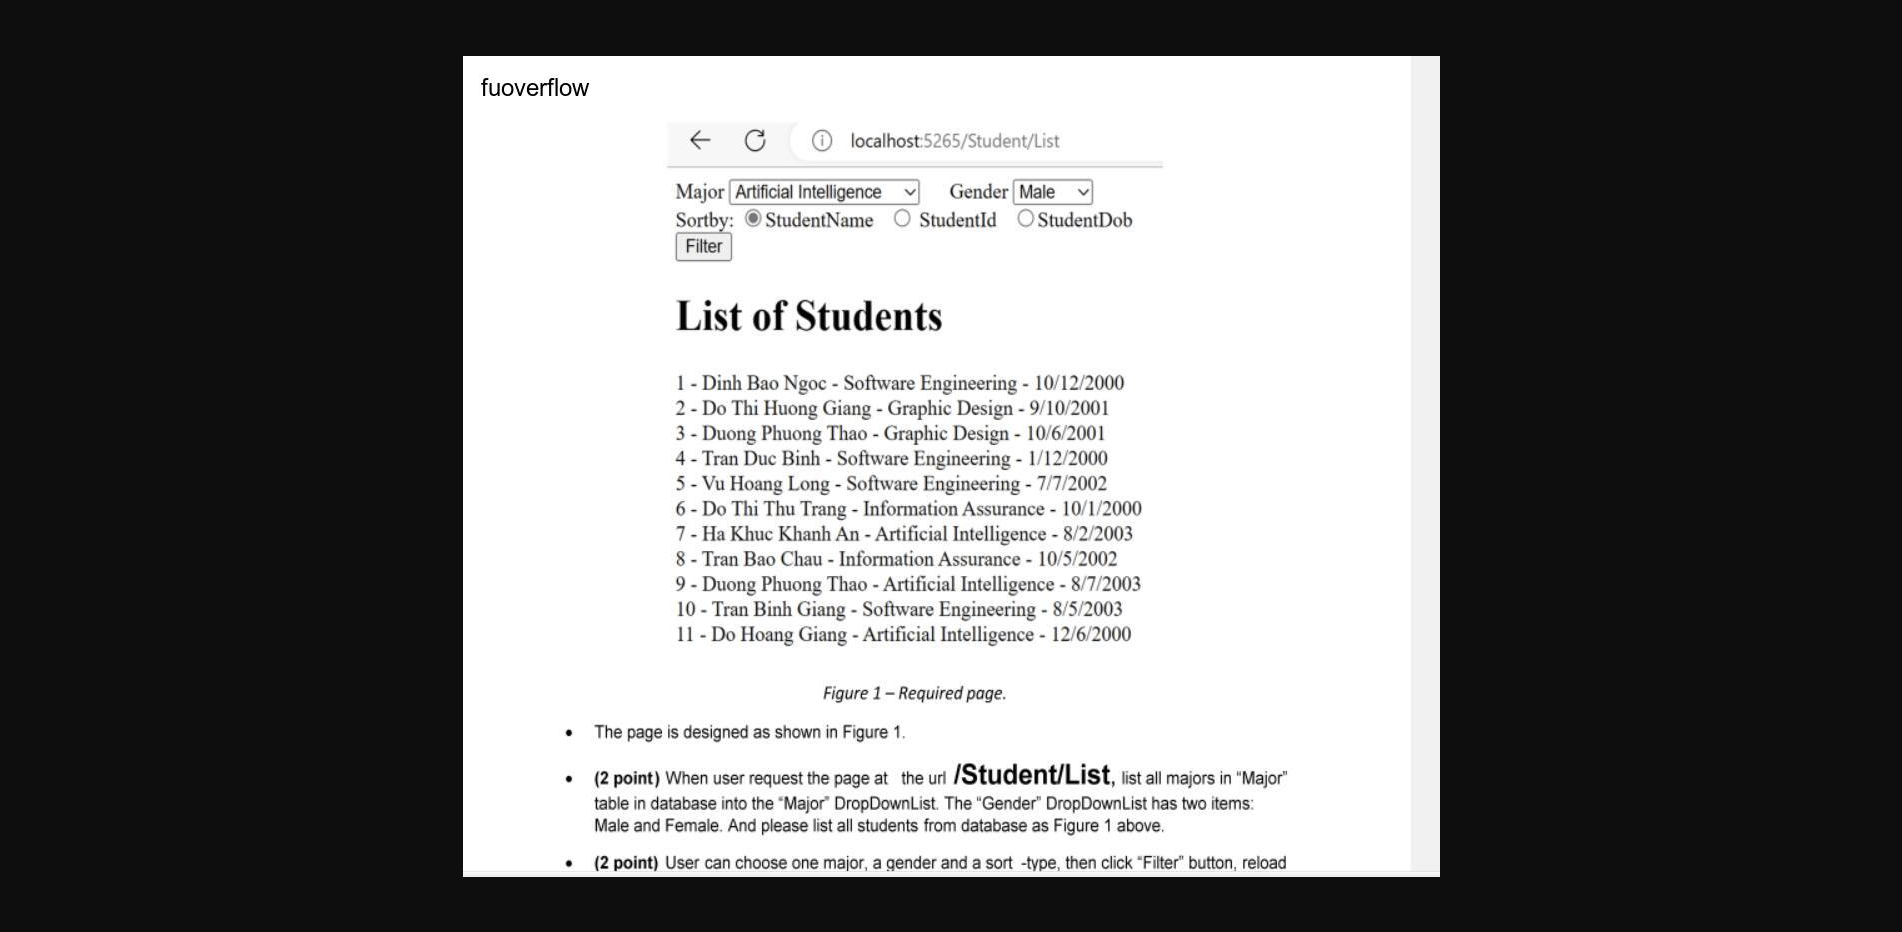 fuoverflow
localhost:5265/Student/List
Major Artificial Intelligence Gender Male
Sortby: StudentName StudentId StudentDob
Filter
List of Students
1 - Dinh Bao Ngoc - Software Engineering - 10/12/2000
2 - Do Thi Huong Giang - Graphic Design - 9/10/2001
3 - Duong Phuong Thao - Graphic Design - 10/6/2001
4 - Tran Duc Binh - Software Engineering - 1/12/2000
5 - Vu Hoang Long - Software Engineering - 7/7/2002
6 - Do Thi Thu Trang - Information Assurance - 10/1/2000
7 - Ha Khuc Khanh An - Artificial Intelligence - 8/2/2003
8 - Tran Bao Chau - Information Assurance - 10/5/2002
9 - Duong Phuong Thao - Artificial Intelligence - 8/7/2003
10 - Tran Binh Giang - Software Engineering - 8/5/2003
11 - Do Hoang Giang - Artificial Intelligence - 12/6/2000
Figure 1 – Required page.
• The page is designed as shown in Figure 1.
• (2 point) When user request the page at the url /Student/List, list all majors in “Major”
table in database into the “Major” DropDownList. The “Gender” DropDownList has two items:
Male and Female. And please list all students from database as Figure 1 above.
• (2 point) User can choose one major, a gender and a sort -type, then click “Filter” button, reload